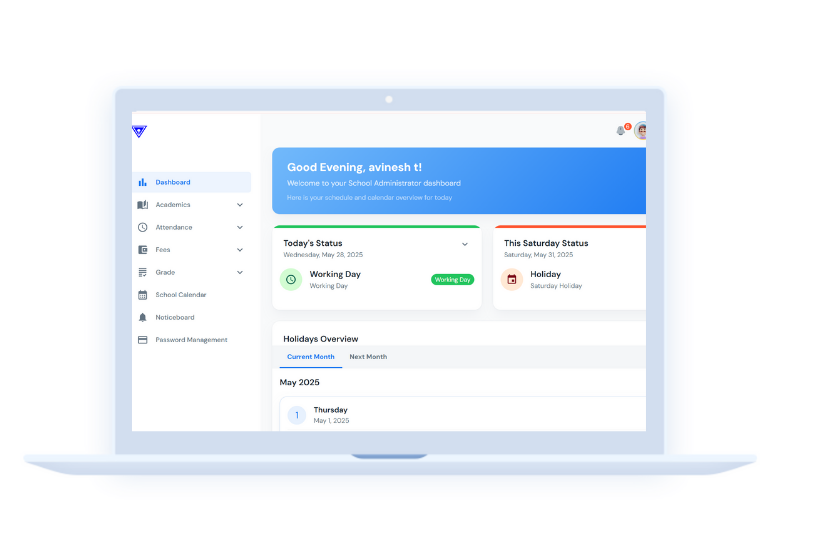 6
Good Evening, avinesh t!
Welcome to your School Administrator dashboard
Here is your schedule and calendar overview for today
Dashboard
Academics
Attendance
Fees
Grade
School Calendar
Noticeboard
Password Management
Today's Status
Wednesday, May 28, 2025
Working Day
Working Day
Working Day
This Saturday Status
Saturday, May 31, 2025
Holiday
Saturday Holiday
Holidays Overview
Current Month Next Month
May 2025
1
Thursday
May 1, 2025